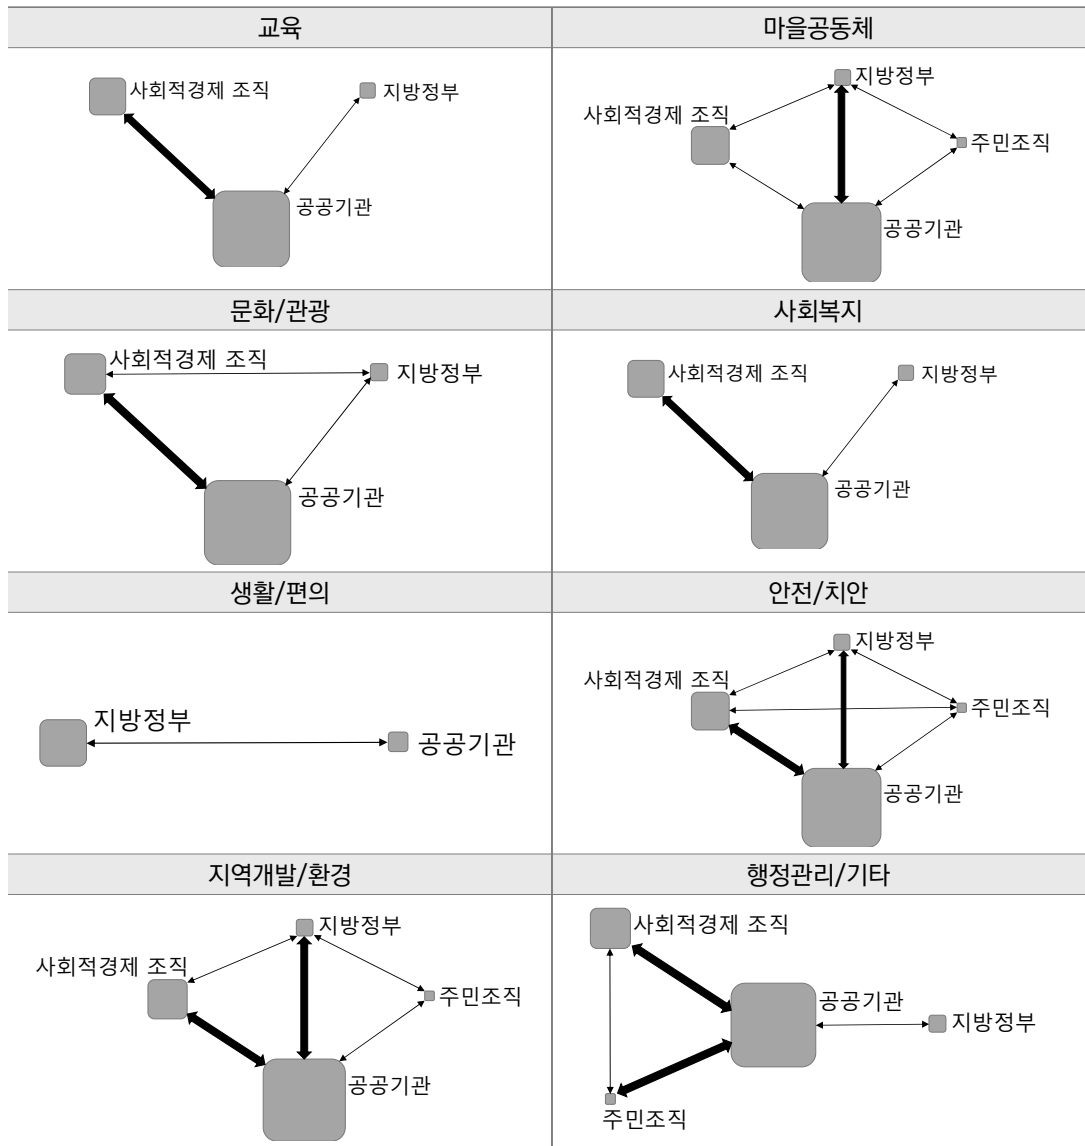 교육
마을공동체
사회적경제 조직
지방정부
공공기관
지방정부
사회적경제 조직
주민조직
공공기관
문화/관광
사회복지
사회적경제 조직
지방정부
공공기관
사회적경제 조직
지방정부
공공기관
생활/편의
안전/치안
지방정부
공공기관
지방정부
사회적경제 조직
주민조직
공공기관
지역개발/환경
행정관리/기타
지방정부
사회적경제 조직
주민조직
공공기관
사회적경제 조직
공공기관
지방정부
주민조직